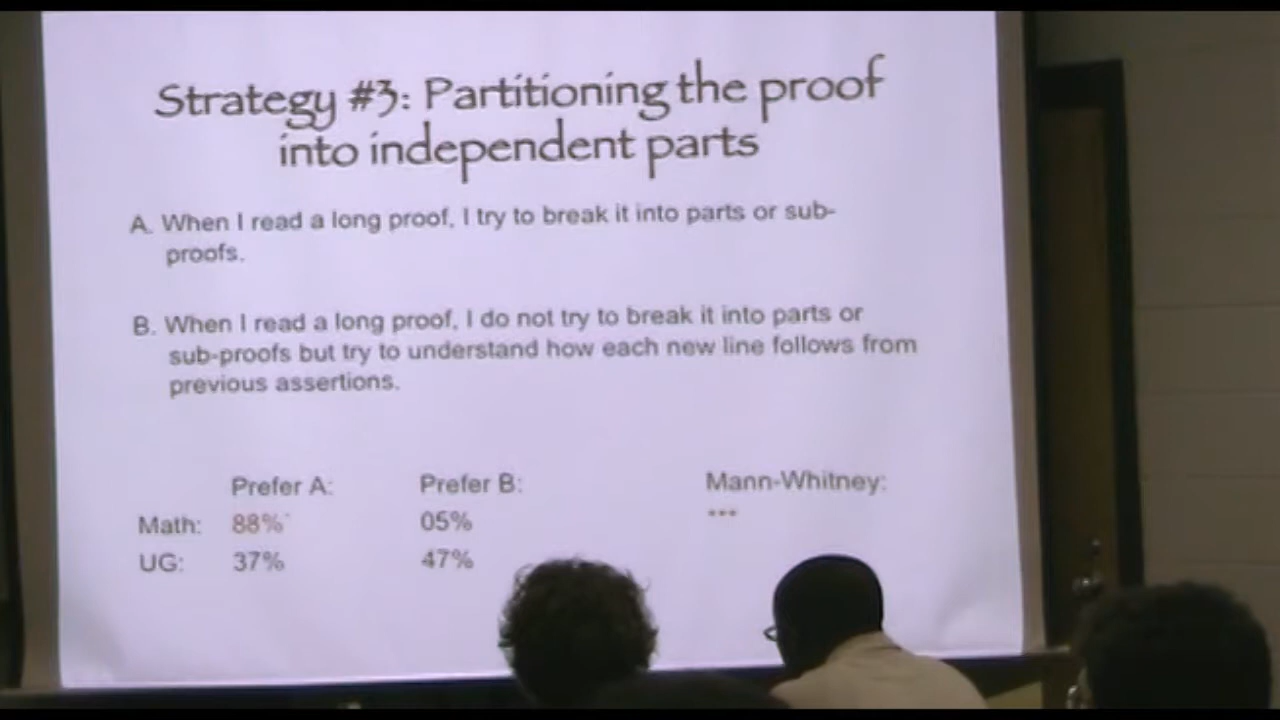 Strategy #3: Partitioning the proof
into independent parts
A. When I read a long proof, I try to break it into parts or sub-
proofs.
B. When I read a long proof, I do not try to break it into parts or
sub-proofs but try to understand how each new line follows from
previous assertions.
Prefer A: Prefer B: Mann-Whitney:
Math: 88%* 05% ***
UG: 37% 47%